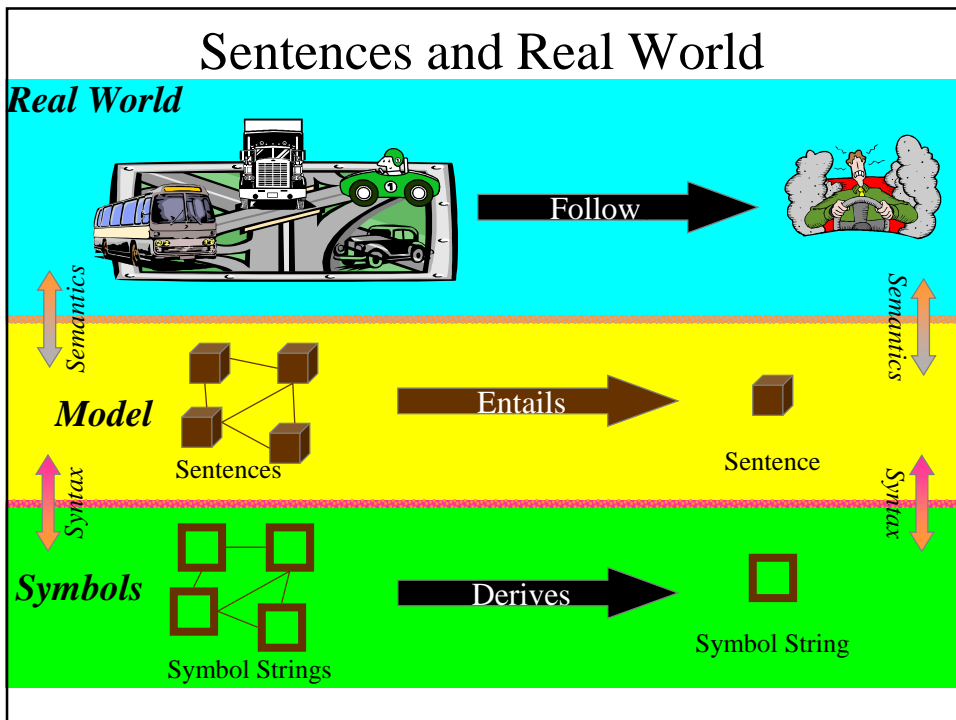 Sentences and Real World
Real World
1
Follow
Semantics
Semantics
Model
Entails
Sentences
Sentence
Syntax
Syntax
Symbols
Derives
Symbol Strings
Symbol String